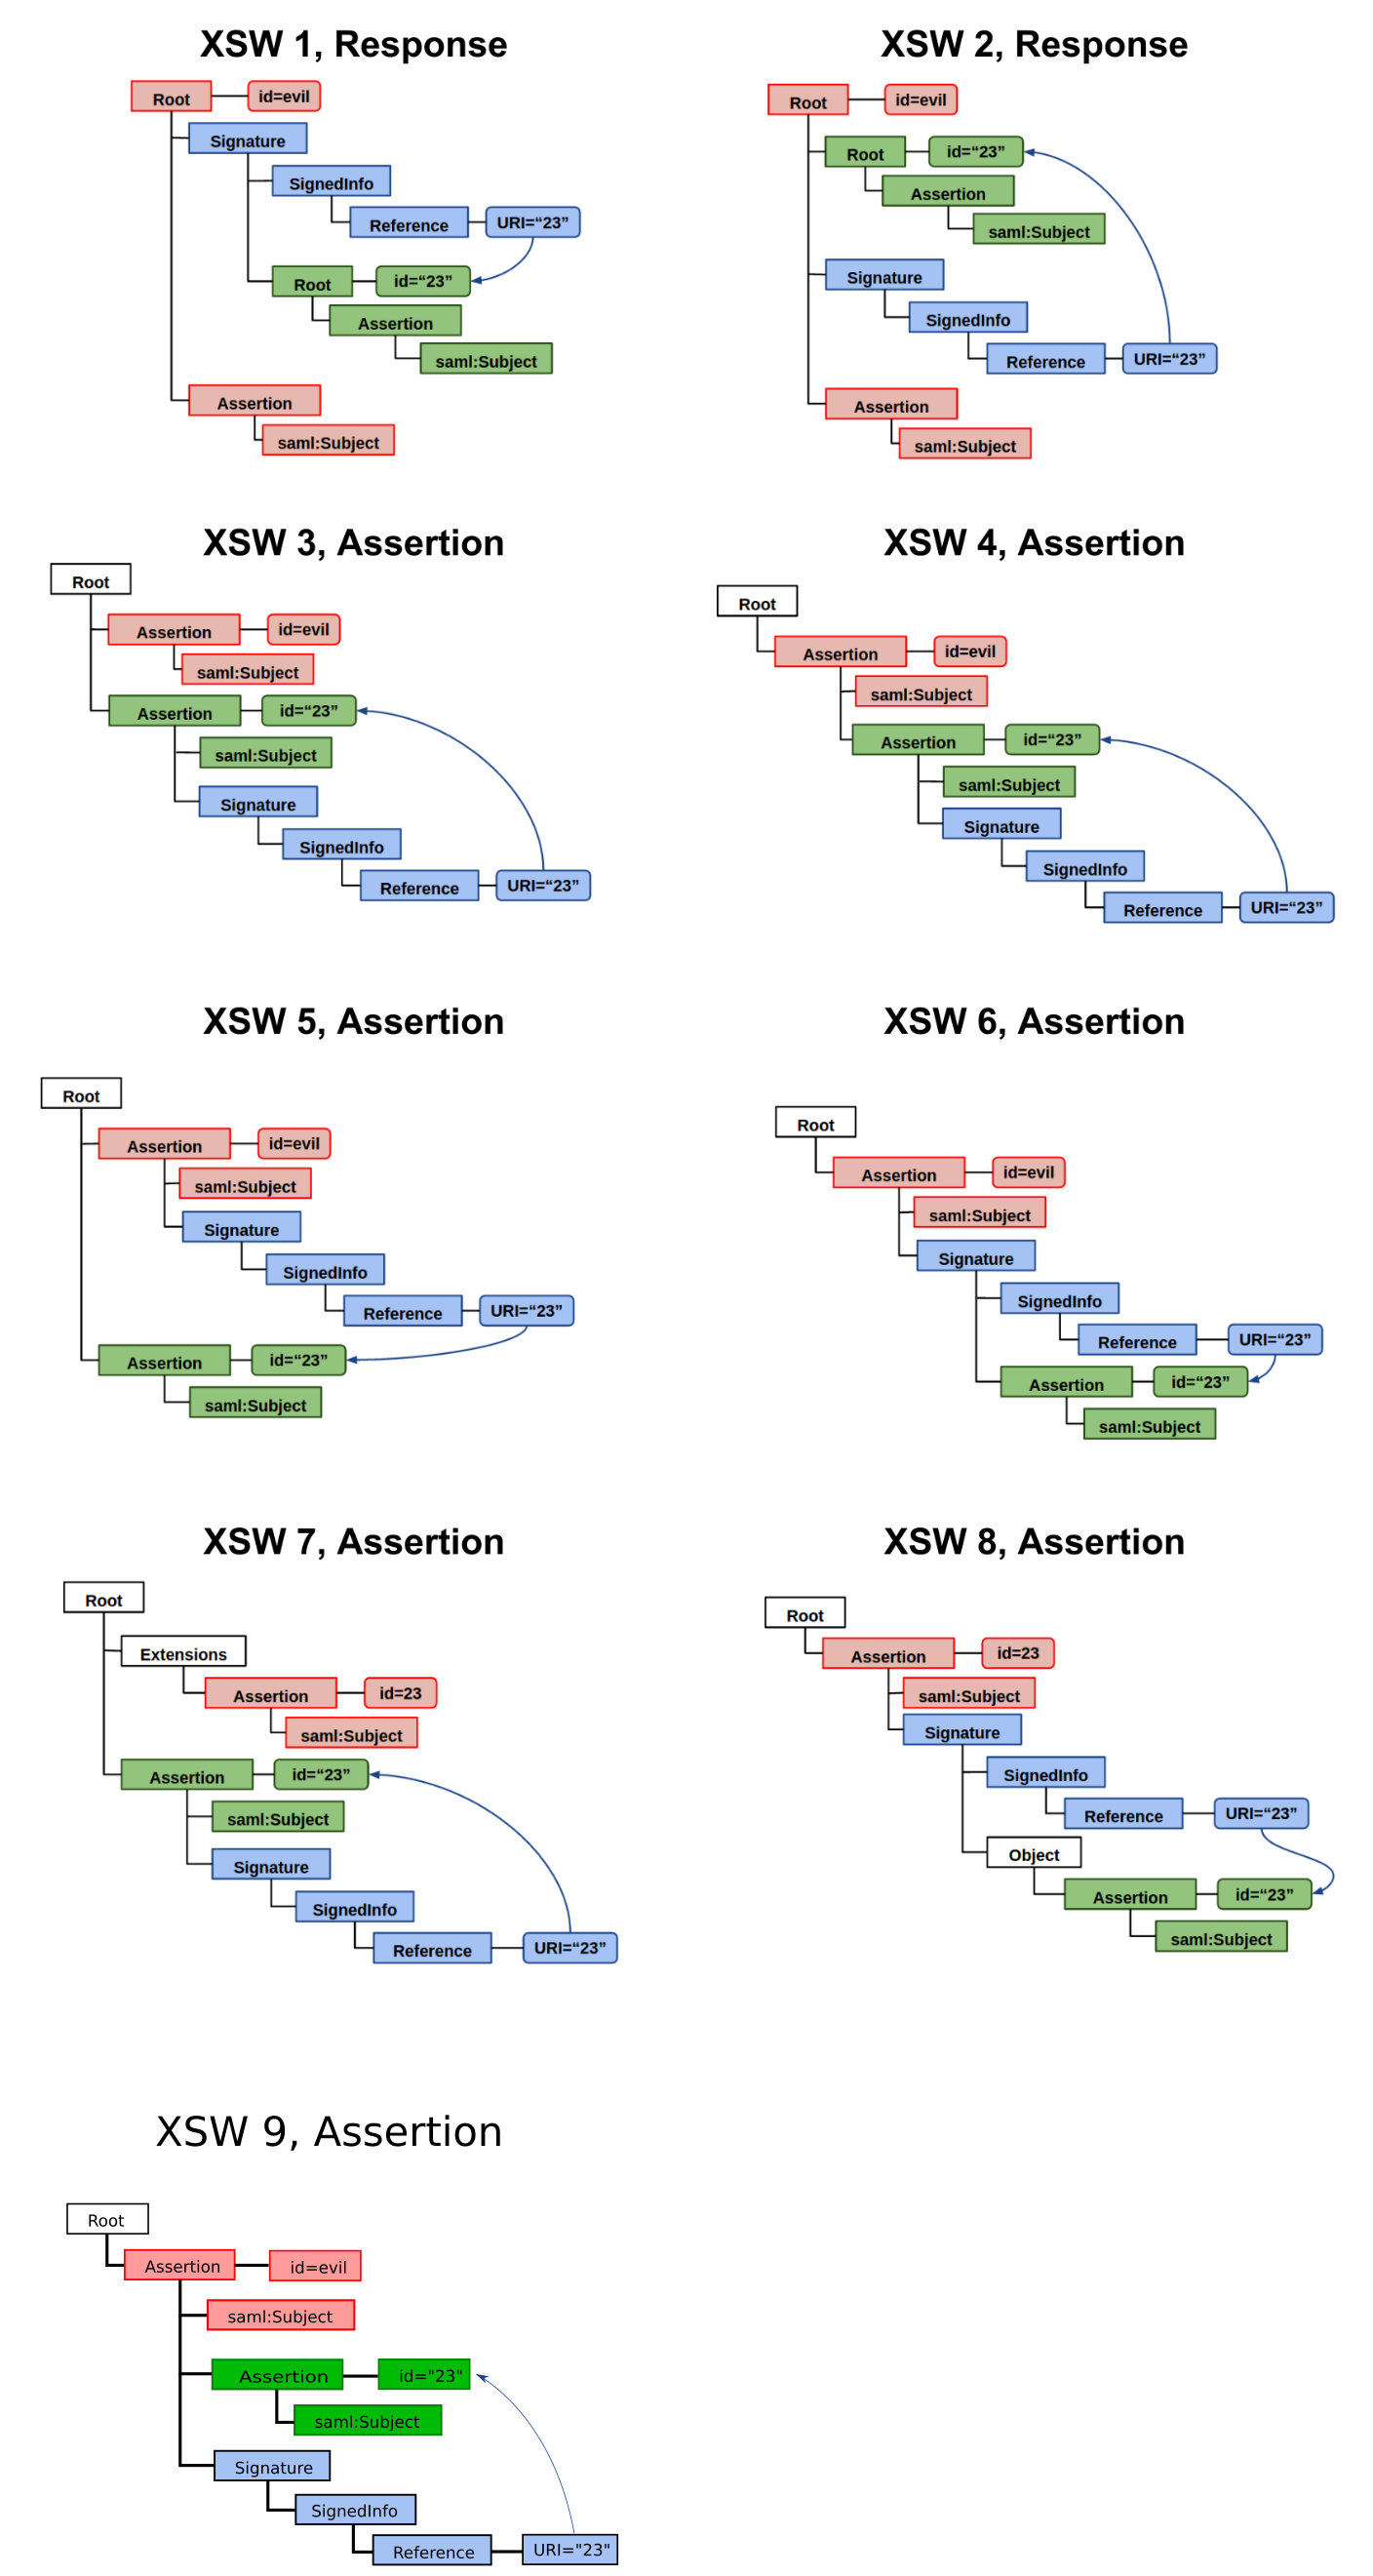 XSW 1, Response
Root id=evil
Signature
SignedInfo
Reference URI=“23”
Root id=“23”
Assertion
saml:Subject
Assertion
saml:Subject
XSW 2, Response
Root id=evil
Root id=“23”
Assertion
saml:Subject
Signature
SignedInfo
Reference URI=“23”
Assertion
saml:Subject
XSW 3, Assertion
Root
Assertion id=evil
saml:Subject
Assertion id=“23”
saml:Subject
Signature
SignedInfo
Reference URI=“23”
XSW 4, Assertion
Root
Assertion id=evil
saml:Subject
Assertion id=“23”
saml:Subject
Signature
SignedInfo
Reference URI=“23”
XSW 5, Assertion
Root
Assertion id=evil
saml:Subject
Signature
SignedInfo
Reference URI=“23”
Assertion id=“23”
saml:Subject
XSW 6, Assertion
Root
Assertion id=evil
saml:Subject
Signature
SignedInfo
Reference URI=“23”
Assertion id=“23”
saml:Subject
XSW 7, Assertion
Root
Extensions
Assertion id=23
saml:Subject
Assertion id=“23”
saml:Subject
Signature
SignedInfo
Reference URI=“23”
XSW 8, Assertion
Root
Assertion id=23
saml:Subject
Signature
SignedInfo
Reference URI=“23”
Object
Assertion id=“23”
saml:Subject
XSW 9, Assertion
Root
Assertion id=evil
saml:Subject
Assertion id="23"
saml:Subject
Signature
SignedInfo
Reference URI="23"